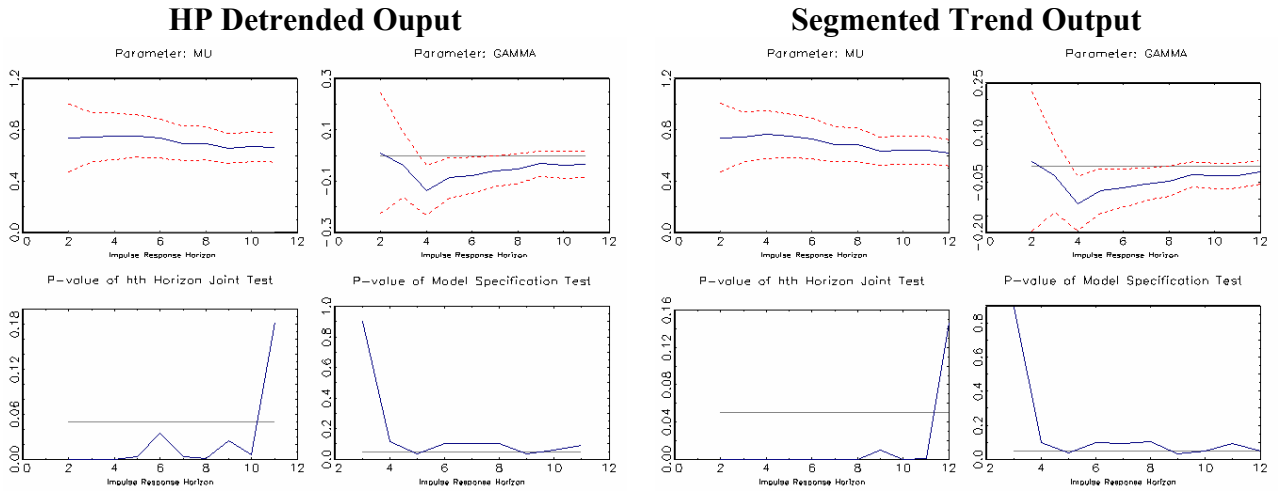 HP Detrended Ouput
Segmented Trend Output
Parameter: MU
0.0 0.4 0.8 1.2
0 2 4 6 8 10 12
Impulse Response Horizon
Parameter: GAMMA
-0.3 -0.1 0.1 0.3
0 2 4 6 8 10 12
Impulse Response Horizon
Parameter: MU
0.0 0.4 0.8 1.2
0 2 4 6 8 10 12
Impulse Response Horizon
Parameter: GAMMA
-0.20 -0.05 0.10 0.25
0 2 4 6 8 10 12
Impulse Response Horizon
P-value of hth Horizon Joint Test
0.00 0.06 0.12 0.18
0 2 4 6 8 10 12
Impulse Response Horizon
P-value of Model Specification Test
0.0 0.2 0.4 0.6 0.8 1.0
2 4 6 8 10 12
Impulse Response Horizon
P-value of hth Horizon Joint Test
0.00 0.04 0.08 0.12 0.16
0 2 4 6 8 10 12
Impulse Response Horizon
P-value of Model Specification Test
0.0 0.2 0.4 0.6 0.8
2 4 6 8 10 12
Impulse Response Horizon